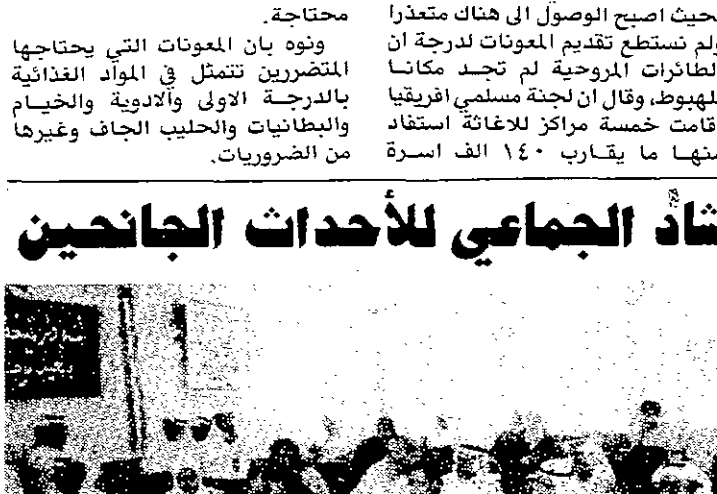 بحيث اصبح الوصول الى هناك متعذرا
ولم نستطع تقديم المعونات لدرجة ان
الطائرات المروحية لم تجد مكانا
للهبوط، وقال ان لجنة مسلمي افريقيا
اقامت خمسة مراكز للاغاثة استفاد
منها ما يقارب ١٤٠ الف اسرة
محتاجة.
ونوه بان المعونات التي يحتاجها
المتضررين تتمثل في المواد الغذائية
بالدرجة الاولى والادوية والخيام
والبطانيات والحليب الجاف وغيرها
من الضروريات.
الجماعي للأحداث الجانحين